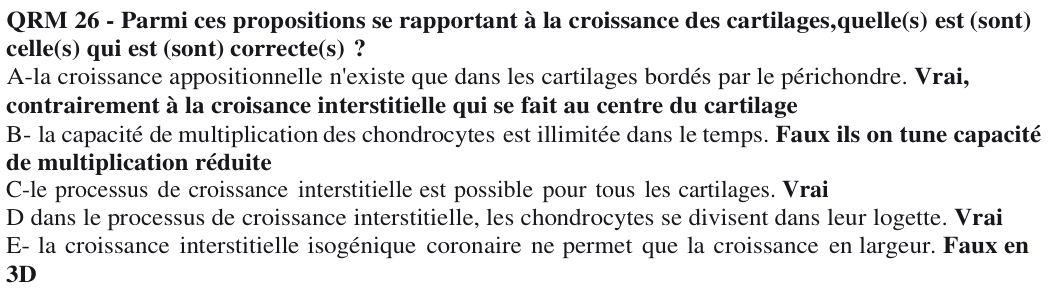 QRM 26 - Parmi ces propositions se rapportant à la croissance des cartilages,quelle(s) est (sont)
celle(s) qui est (sont) correcte(s) ?
A-la croissance appositionnelle n'existe que dans les cartilages bordés par le périchondre. Vrai,
contrairement à la croisance interstitielle qui se fait au centre du cartilage
B- la capacité de multiplication des chondrocytes est illimitée dans le temps. Faux ils on tune capacité
de multiplication réduite
C-le processus de croissance interstitielle est possible pour tous les cartilages. Vrai
D dans le processus de croissance interstitielle, les chondrocytes se divisent dans leur logette. Vrai
E- la croissance interstitielle isogénique coronaire ne permet que la croissance en largeur. Faux en
3D